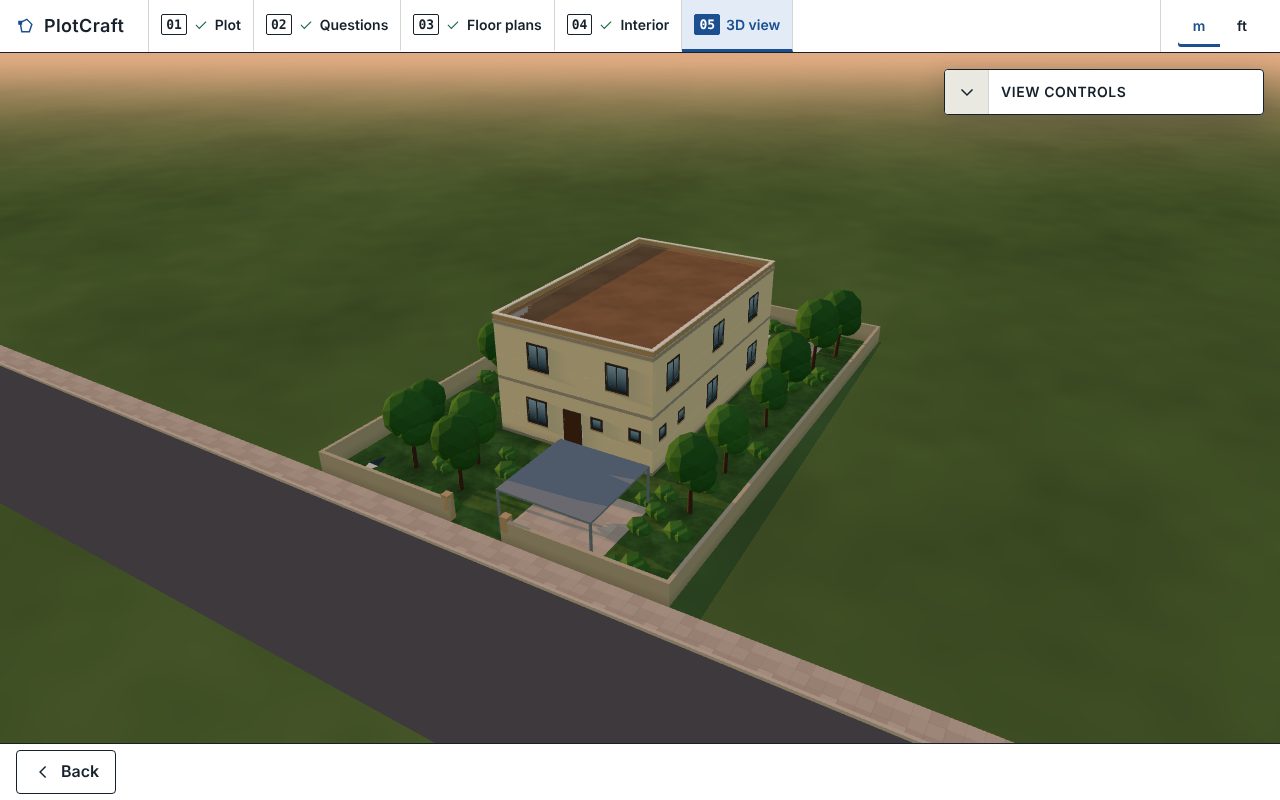 PlotCraft
01 Plot
02 Questions
03 Floor plans
04 Interior
05 3D view
m ft
VIEW CONTROLS
Back